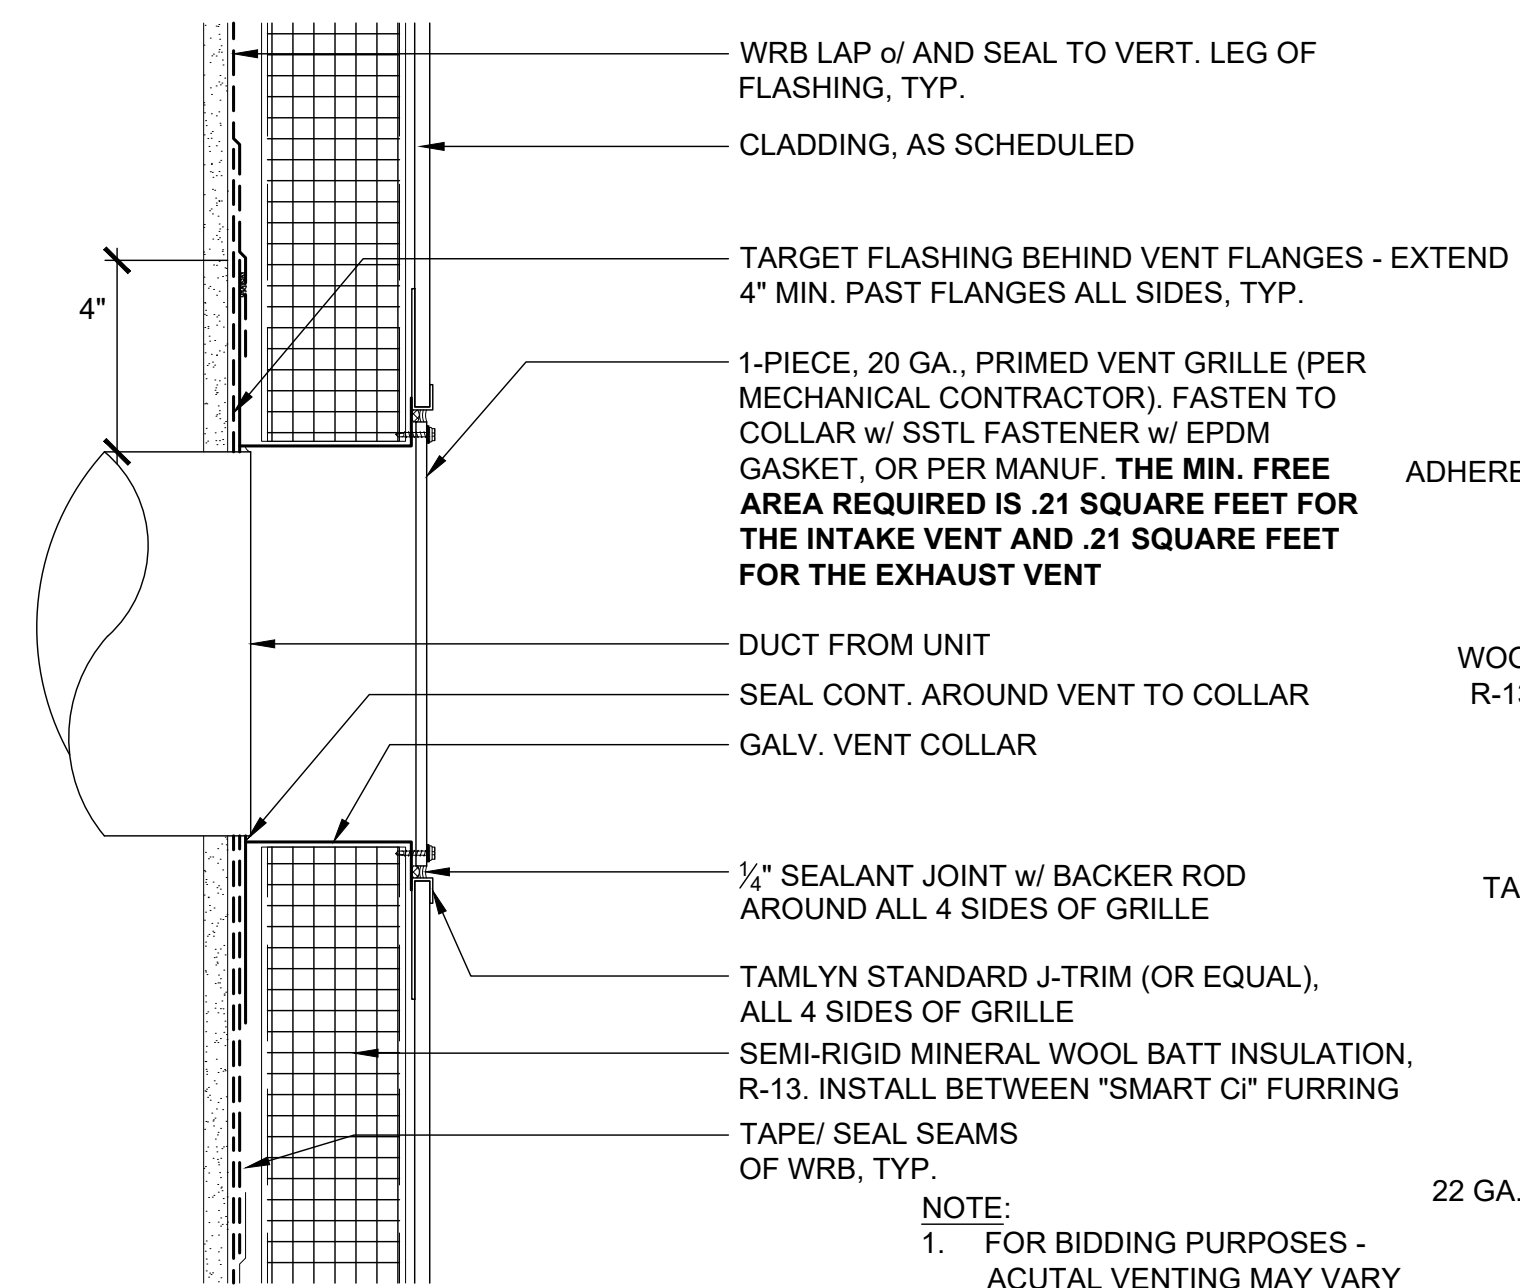 WRB LAP o/ AND SEAL TO VERT. LEG OF
FLASHING, TYP.
CLADDING, AS SCHEDULED
4"
TARGET FLASHING BEHIND VENT FLANGES - EXTEND
4" MIN. PAST FLANGES ALL SIDES, TYP.
1-PIECE, 20 GA., PRIMED VENT GRILLE (PER
MECHANICAL CONTRACTOR). FASTEN TO
COLLAR w/ SSTL FASTENER w/ EPDM
GASKET, OR PER MANUF. THE MIN. FREE
AREA REQUIRED IS .21 SQUARE FEET FOR
THE INTAKE VENT AND .21 SQUARE FEET
FOR THE EXHAUST VENT
ADHERE
DUCT FROM UNIT
SEAL CONT. AROUND VENT TO COLLAR
GALV. VENT COLLAR
WOO
R-13
¼" SEALANT JOINT w/ BACKER ROD
AROUND ALL 4 SIDES OF GRILLE
TA
TAMLYN STANDARD J-TRIM (OR EQUAL),
ALL 4 SIDES OF GRILLE
SEMI-RIGID MINERAL WOOL BATT INSULATION,
R-13. INSTALL BETWEEN "SMART Ci" FURRING
TAPE/ SEAL SEAMS
OF WRB, TYP.
22 GA.
NOTE:
1. FOR BIDDING PURPOSES -
ACUTAL VENTING MAY VARY